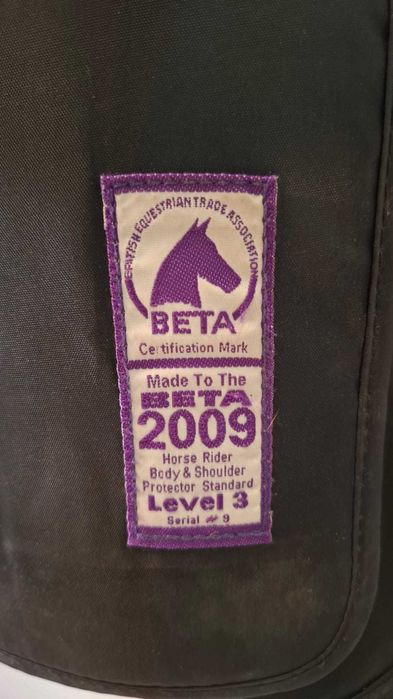 BRITISH EQUESTRIAN TRADE ASSOCIATION
BETA
Certification Mark
Made To The
BETA
2009
Horse Rider
Body & Shoulder
Protector Standard
Level 3
Serial # 9